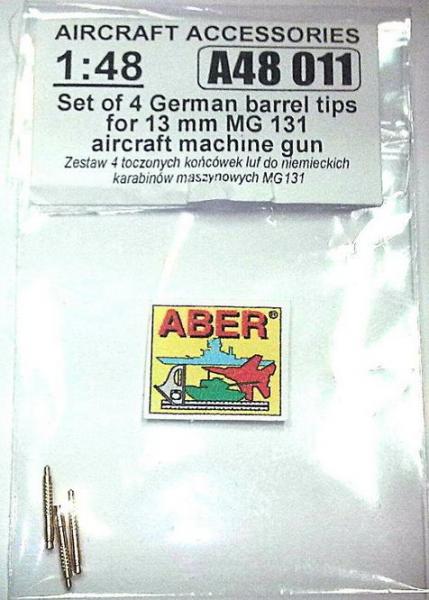 AIRCRAFT ACCESSORIES
1:48 A48 011
Set of 4 German barrel tips
for 13 mm MG 131
aircraft machine gun
Zestaw 4 toczonych końcówek luf do niemieckich
karabinów maszynowych MG131
ABER®